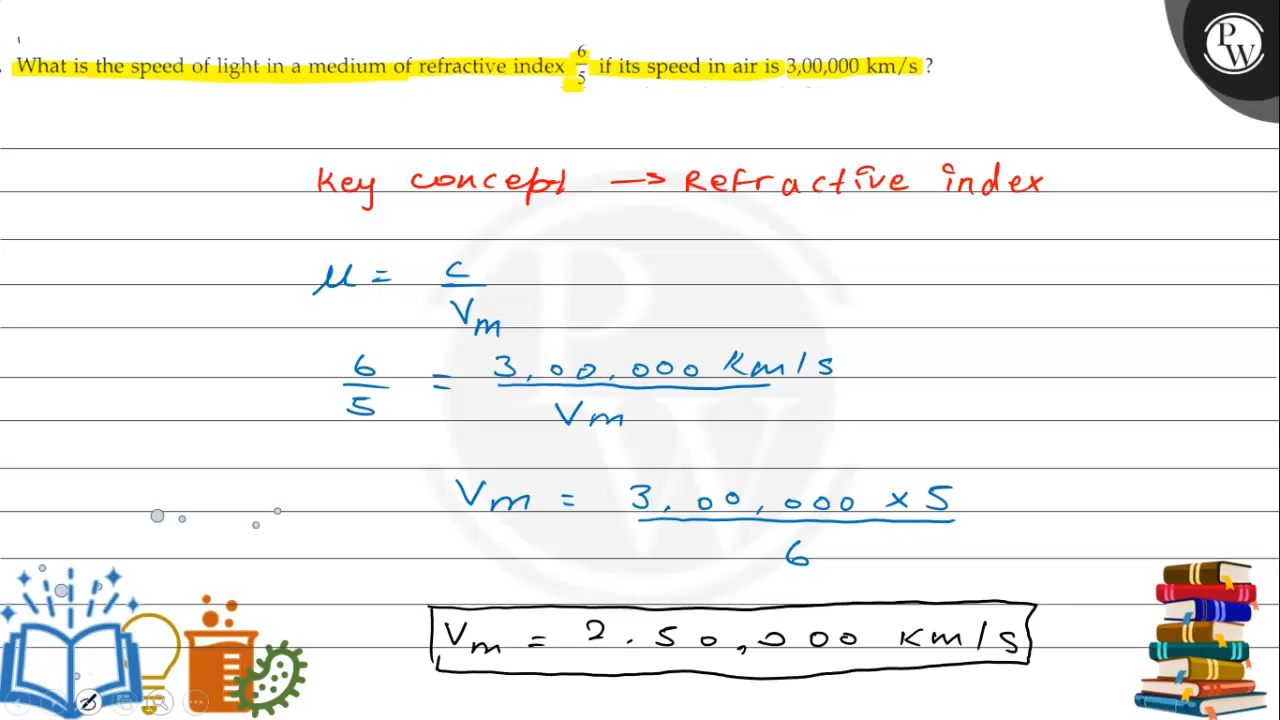 What is the speed of light in a medium of refractive index 6/5 if its speed in air is 3,00,000 km/s ?
PW
Key concept → Refractive index
μ = c/Vm
6/5 = 3,00,000 Km/s / Vm
Vm = 3,00,000 × 5 / 6
Vm = 2.50,000 Km/s